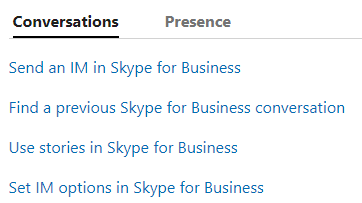 Conversations Presence
Send an IM in Skype for Business
Find a previous Skype for Business conversation
Use stories in Skype for Business
Set IM options in Skype for Business